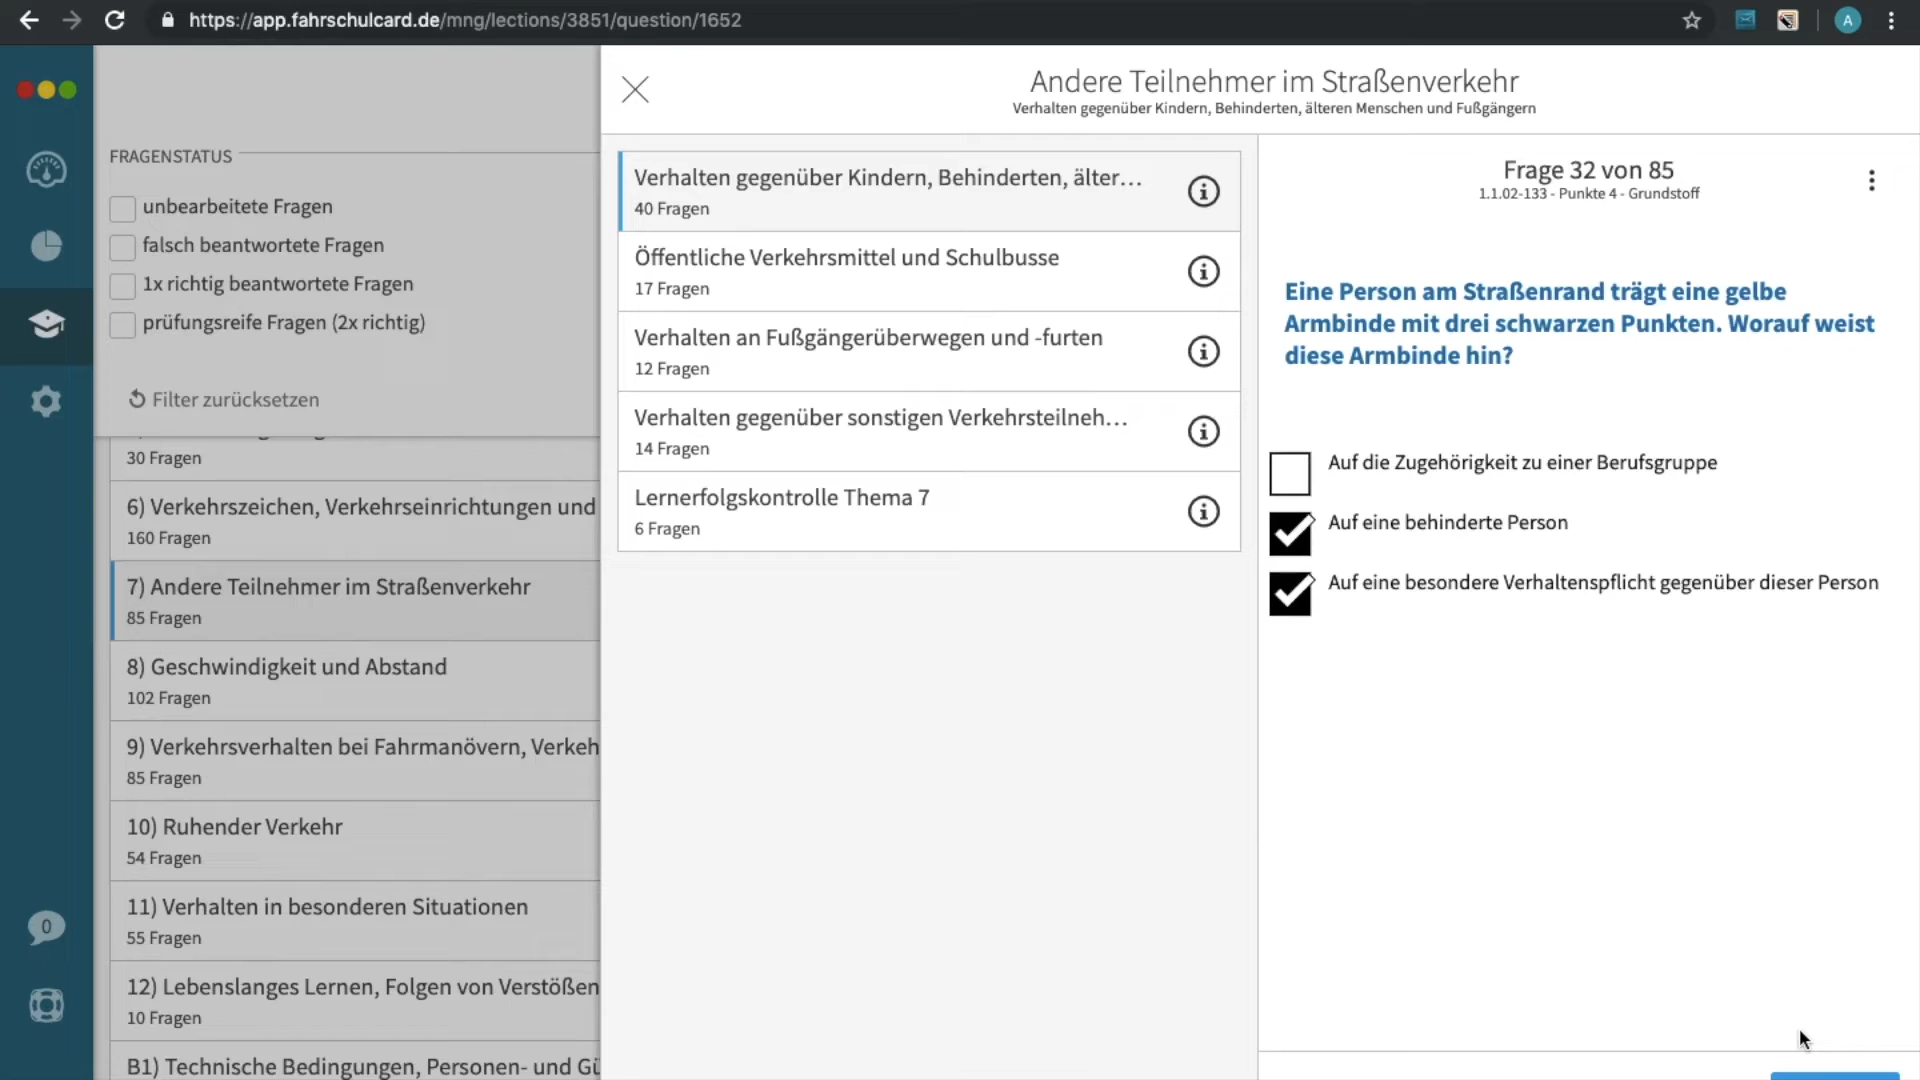 https://app.fahrschulcard.de/mng/lections/3851/question/1652
A
Andere Teilnehmer im Straßenverkehr
Verhalten gegenüber Kindern, Behinderten, älteren Menschen und Fußgängern
FRAGENSTATUS
unbearbeitete Fragen
falsch beantwortete Fragen
1x richtig beantwortete Fragen
prüfungsreife Fragen (2x richtig)
Filter zurücksetzen
30 Fragen
6) Verkehrszeichen, Verkehrseinrichtungen und
160 Fragen
7) Andere Teilnehmer im Straßenverkehr
85 Fragen
8) Geschwindigkeit und Abstand
102 Fragen
9) Verkehrsverhalten bei Fahrmanövern, Verkeh
85 Fragen
10) Ruhender Verkehr
54 Fragen
11) Verhalten in besonderen Situationen
55 Fragen
12) Lebenslanges Lernen, Folgen von Verstößen
10 Fragen
B1) Technische Bedingungen, Personen- und Gü
0
Verhalten gegenüber Kindern, Behinderten, älter...
40 Fragen
Öffentliche Verkehrsmittel und Schulbusse
17 Fragen
Verhalten an Fußgängerüberwegen und -furten
12 Fragen
Verhalten gegenüber sonstigen Verkehrsteilneh...
14 Fragen
Lernerfolgskontrolle Thema 7
6 Fragen
Frage 32 von 85
1.1.02-133 - Punkte 4 - Grundstoff
Eine Person am Straßenrand trägt eine gelbe
Armbinde mit drei schwarzen Punkten. Worauf weist
diese Armbinde hin?
Auf die Zugehörigkeit zu einer Berufsgruppe
Auf eine behinderte Person
Auf eine besondere Verhaltenspflicht gegenüber dieser Person